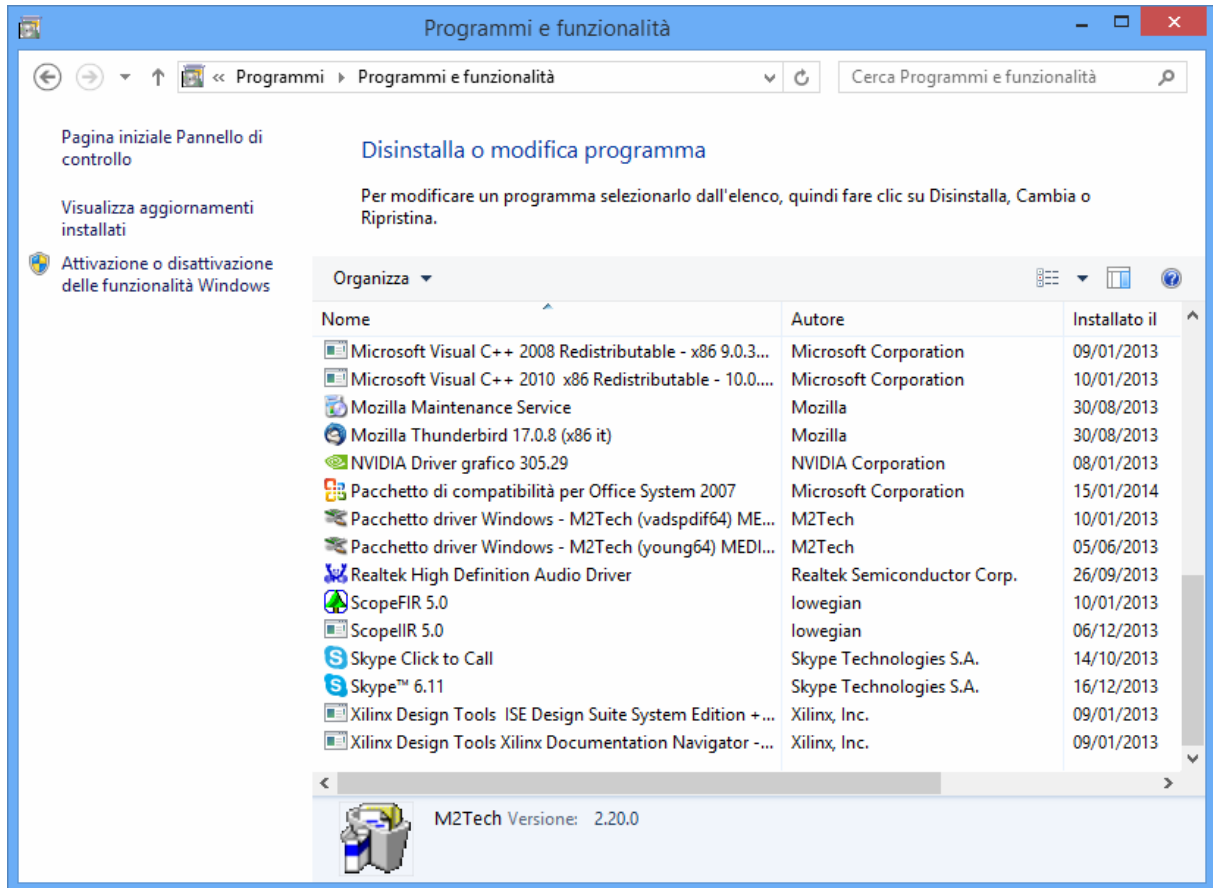 Programmi e funzionalità
« Programmi ▸ Programmi e funzionalità
Cerca Programmi e funzionalità
Pagina iniziale Pannello di
controllo
Visualizza aggiornamenti
installati
Attivazione o disattivazione
delle funzionalità Windows
Disinstalla o modifica programma
Per modificare un programma selezionarlo dall'elenco, quindi fare clic su Disinstalla, Cambia o
Ripristina.
Organizza
Nome Autore Installato il
Microsoft Visual C++ 2008 Redistributable - x86 9.0.3... Microsoft Corporation 09/01/2013
Microsoft Visual C++ 2010 x86 Redistributable - 10.0.... Microsoft Corporation 10/01/2013
Mozilla Maintenance Service Mozilla 30/08/2013
Mozilla Thunderbird 17.0.8 (x86 it) Mozilla 30/08/2013
NVIDIA Driver grafico 305.29 NVIDIA Corporation 08/01/2013
Pacchetto di compatibilità per Office System 2007 Microsoft Corporation 15/01/2014
Pacchetto driver Windows - M2Tech (vadspdif64) ME... M2Tech 10/01/2013
Pacchetto driver Windows - M2Tech (young64) MEDI... M2Tech 05/06/2013
Realtek High Definition Audio Driver Realtek Semiconductor Corp. 26/09/2013
ScopeFIR 5.0 Iowegian 10/01/2013
ScopeIIR 5.0 Iowegian 06/12/2013
Skype Click to Call Skype Technologies S.A. 14/10/2013
Skype™ 6.11 Skype Technologies S.A. 16/12/2013
Xilinx Design Tools ISE Design Suite System Edition +... Xilinx, Inc. 09/01/2013
Xilinx Design Tools Xilinx Documentation Navigator -... Xilinx, Inc. 09/01/2013
M2Tech Versione: 2.20.0